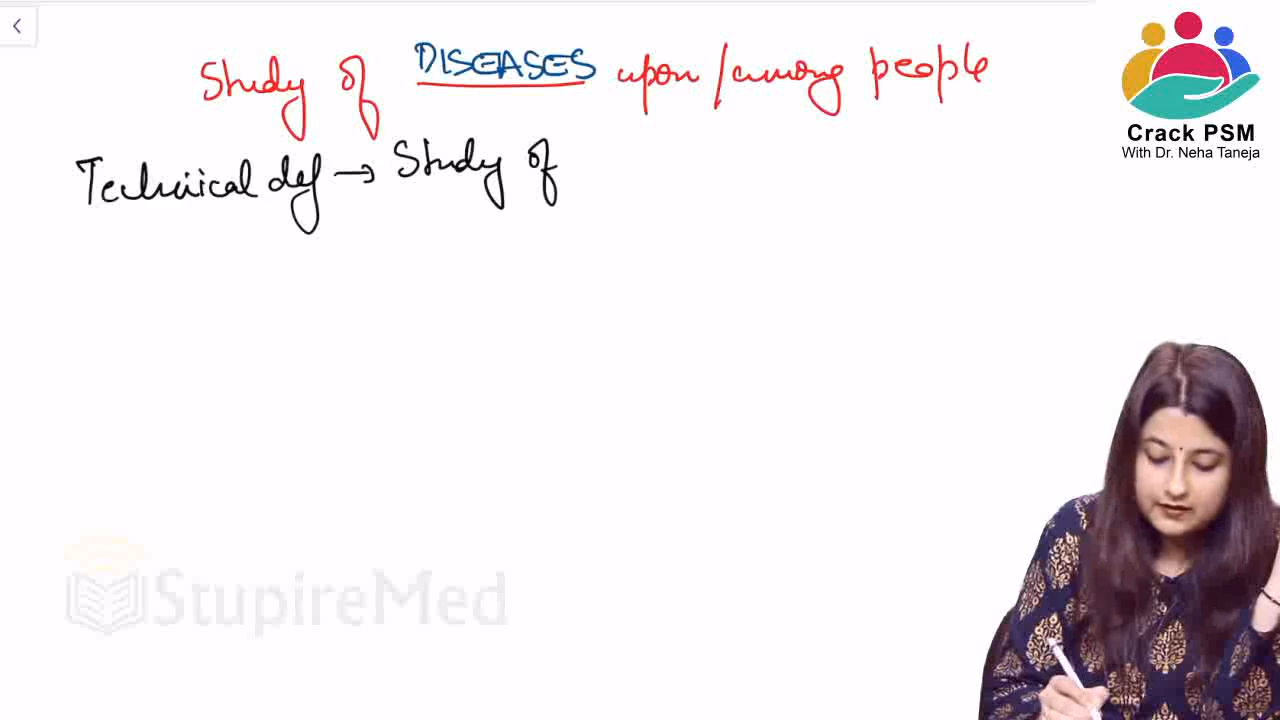 Study of DISEASES upon / among people
Technical def → Study of
Crack PSM
With Dr. Neha Taneja
StupireMed